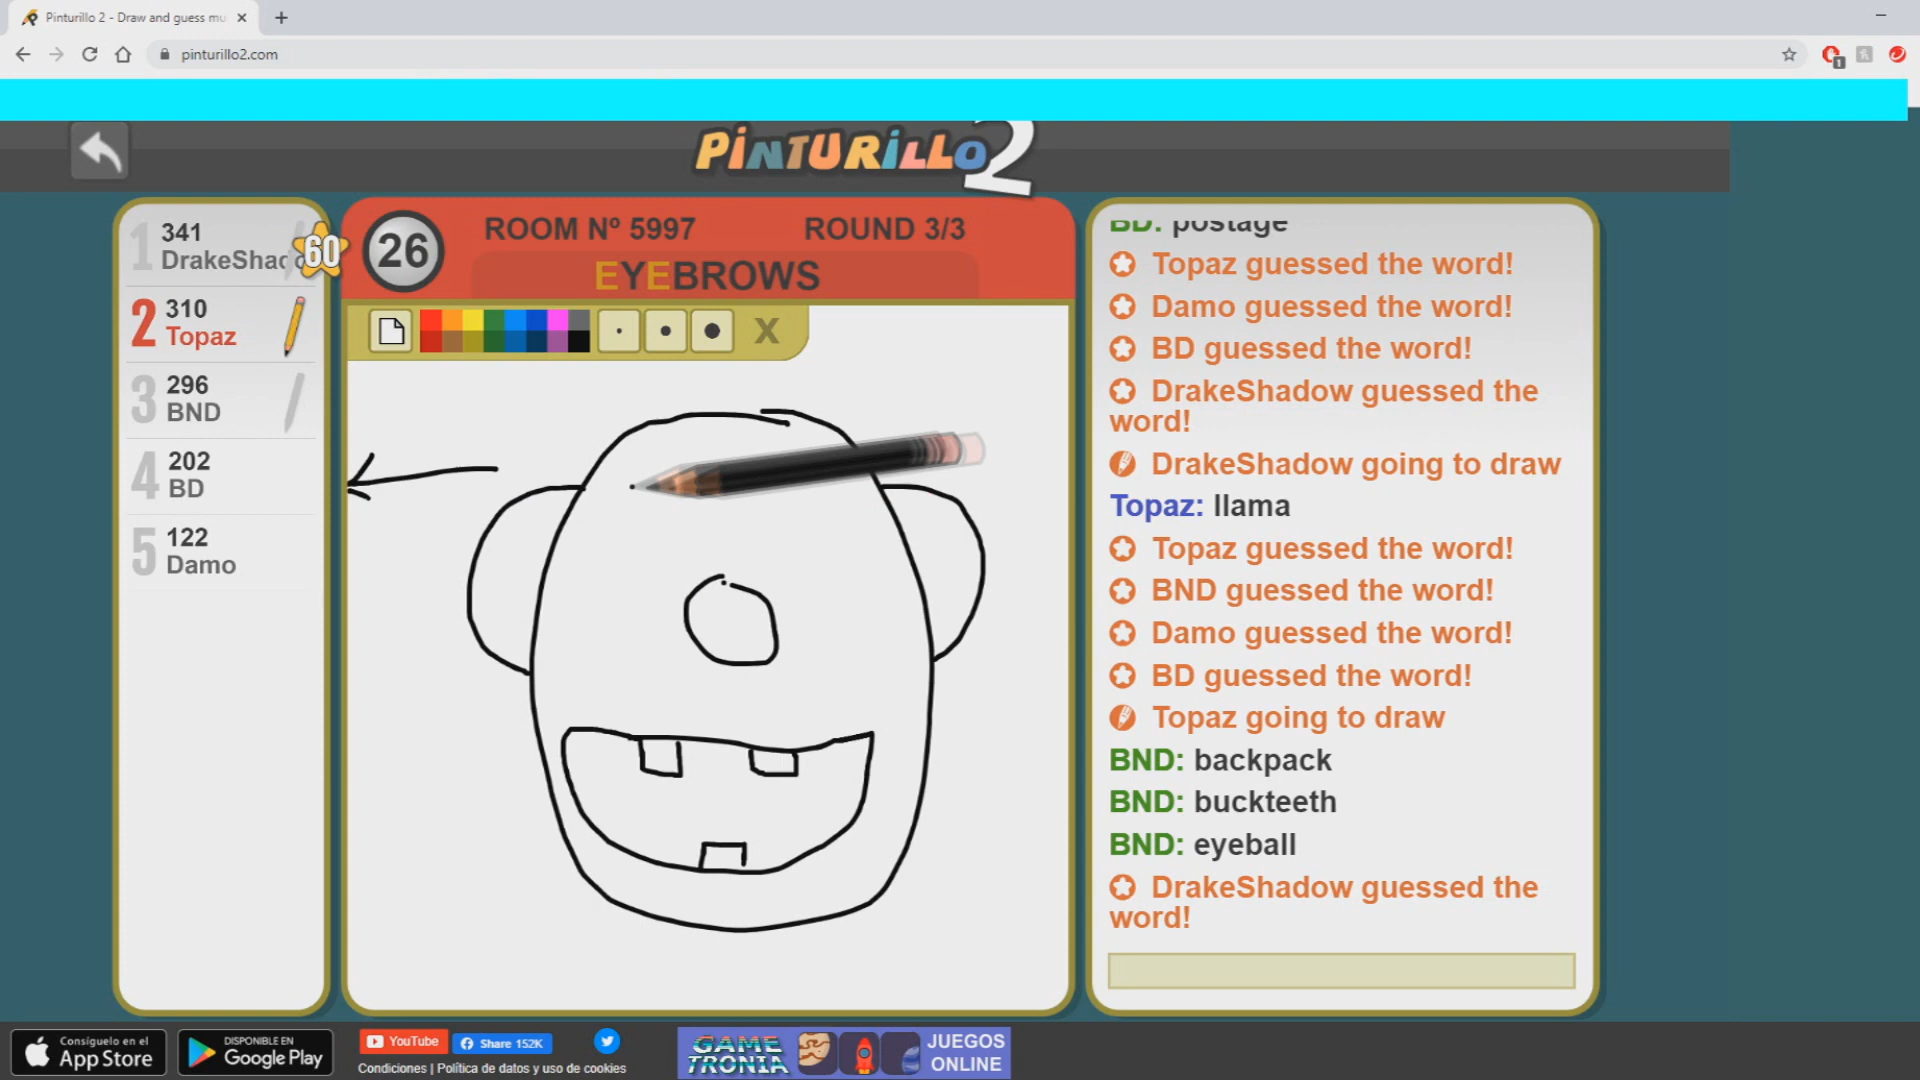 Pinturillo 2 - Draw and guess mu
pinturillo2.com
1
PiNTURiLLo2
1
341
DrakeShado
60
2
310
Topaz
3
296
BND
4
202
BD
5
122
Damo
26
ROOM Nº 5997
ROUND 3/3
EYEBROWS
X
BD: postage
Topaz guessed the word!
Damo guessed the word!
BD guessed the word!
DrakeShadow guessed the
word!
DrakeShadow going to draw
Topaz: llama
Topaz guessed the word!
BND guessed the word!
Damo guessed the word!
BD guessed the word!
Topaz going to draw
BND: backpack
BND: buckteeth
BND: eyeball
DrakeShadow guessed the
word!
Consíguelo en el
App Store
DISPONIBLE EN
Google Play
YouTube
Share 152K
Condiciones | Política de datos y uso de cookies
GAME
TRONIA
JUEGOS
ONLINE